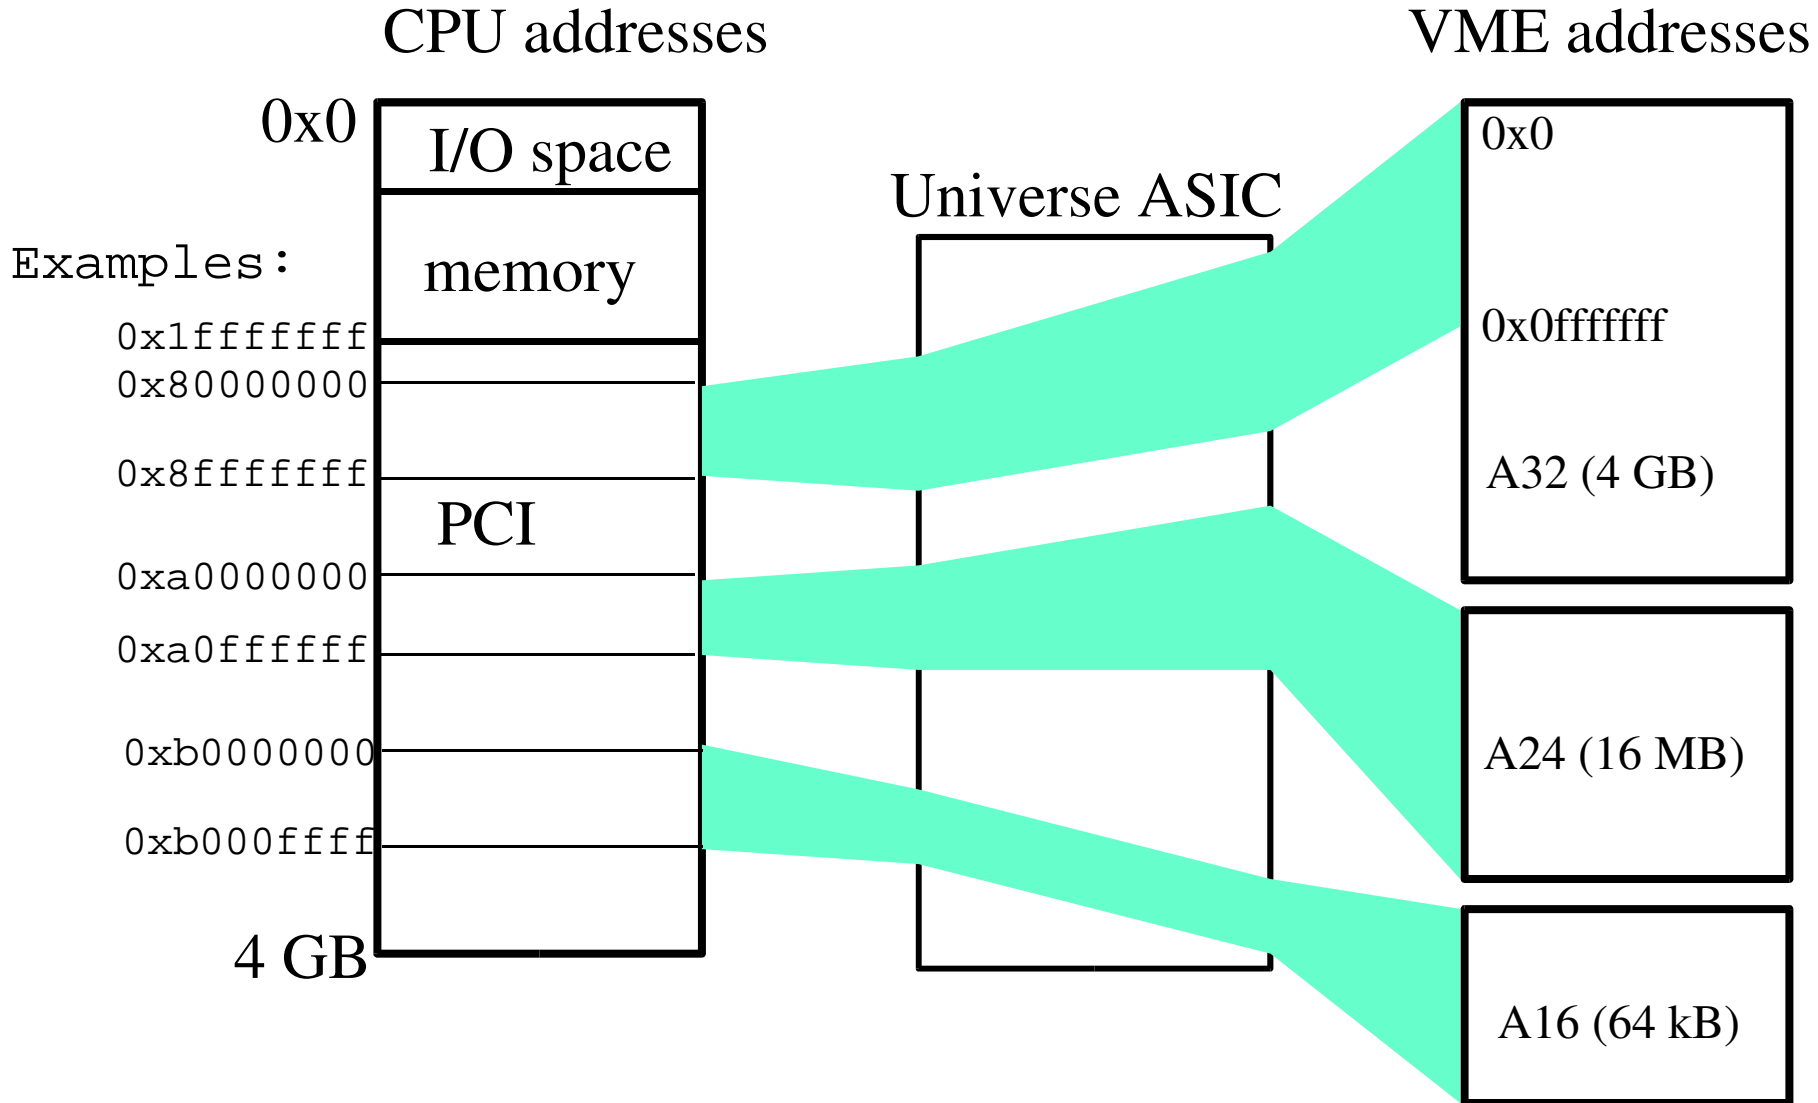 CPU addresses
VME addresses
0x0
I/O space
0x0
Universe ASIC
Examples:
memory
0x1fffffff
0x0fffffff
0x80000000
0x8fffffff
A32 (4 GB)
PCI
0xa0000000
0xa0ffffff
0xb0000000
A24 (16 MB)
0xb000ffff
4 GB
A16 (64 kB)